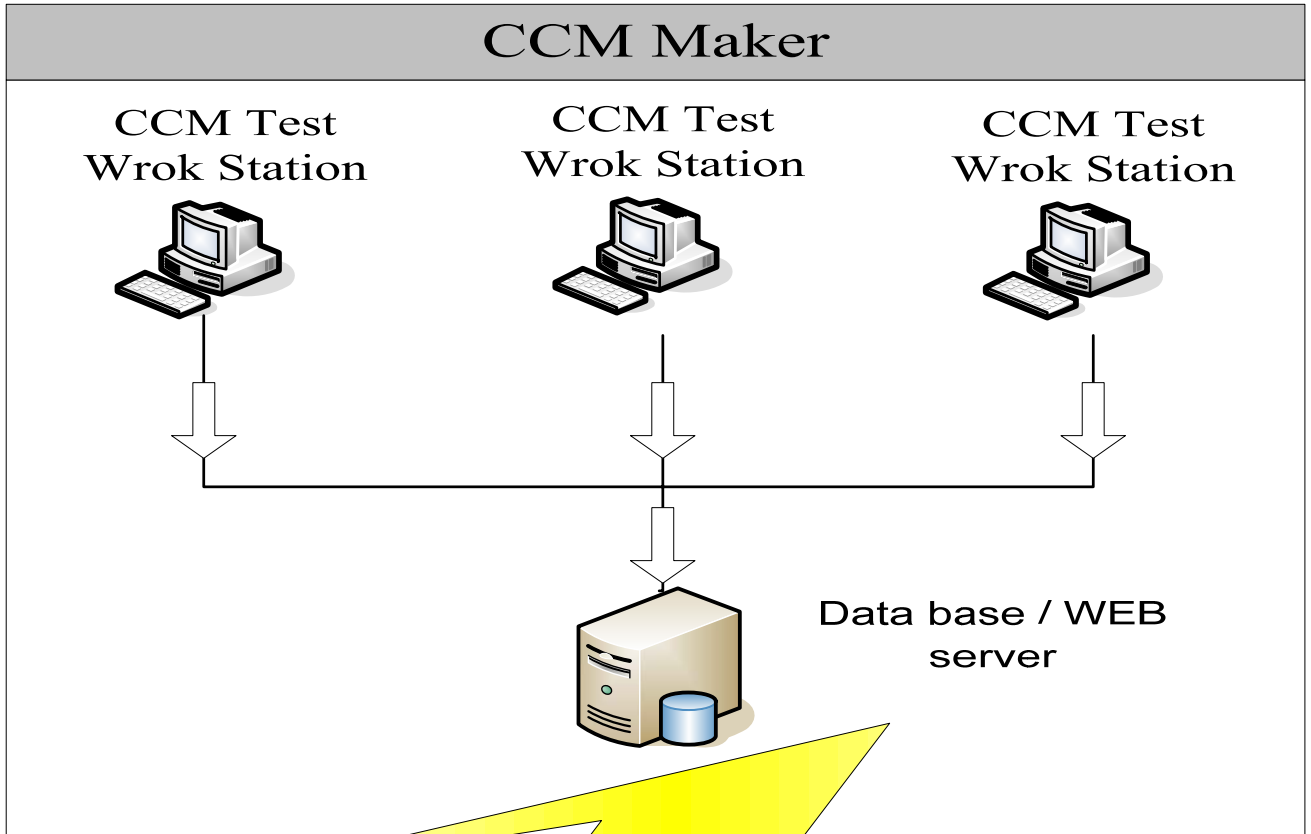 CCM Maker
CCM Test
Wrok Station
CCM Test
Wrok Station
CCM Test
Wrok Station
Data base / WEB
server